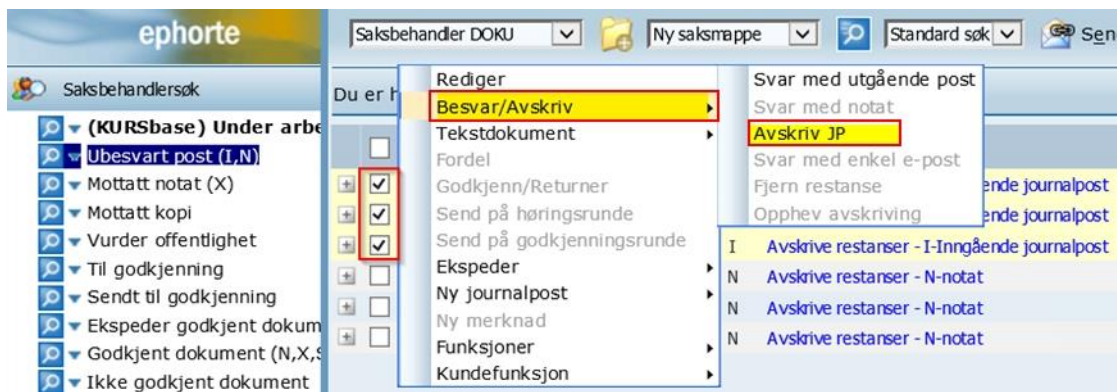 ephorte
Saksbehandler DOKU
Ny saksmappe
Standard søk
Sen
Saksbehandlersøk
(KURSbase) Under arbe
Ubesvart post (I,N)
Mottatt notat (X)
Mottatt kopi
Vurder offentlighet
Til godkjenning
Sendt til godkjenning
Ekspeder godkjent dokum
Godkjent dokument (N,X,S
Ikke godkjent dokument
Du er h
Rediger
Besvar/Avskriv
Tekstdokument
Fordel
Godkjenn/Returner
Send på høringsrunde
Send på godkjenningsrunde
Ekspeder
Ny journalpost
Ny merknad
Funksjoner
Kundefunksjon
Svar med utgående post
Svar med notat
Avskriv JP
Svar med enkel e-post
Fjern restanse
Opphev avskriving
ende journalpost
ende journalpost
I Avskrive restanser - I-Inngående journalpost
N Avskrive restanser - N-notat
N Avskrive restanser - N-notat
N Avskrive restanser - N-notat